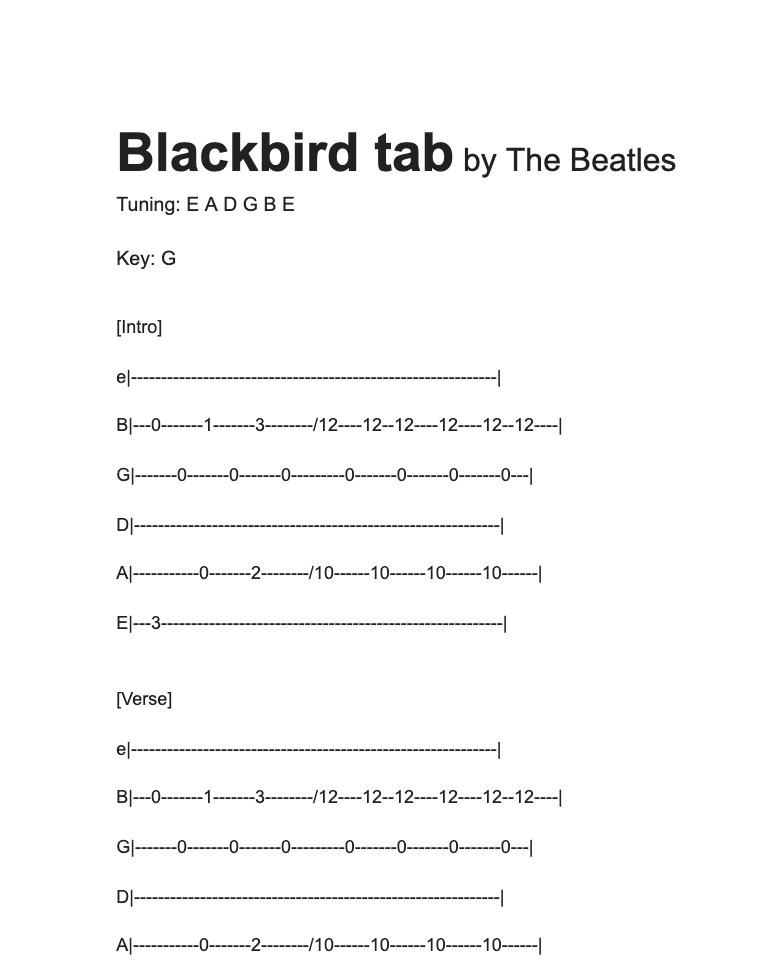 Blackbird tab by The Beatles
Tuning: E A D G B E
Key: G
[Intro]
e|-------------------------------------------------------------|
B|---0-------1-------3--------/12----12--12----12----12--12----|
G|-------0-------0-------0---------0-------0-------0-------0---|
D|-------------------------------------------------------------|
A|-----------0-------2--------/10------10------10------10------|
E|---3---------------------------------------------------------|
[Verse]
e|-------------------------------------------------------------|
B|---0-------1-------3--------/12----12--12----12----12--12----|
G|-------0-------0-------0---------0-------0-------0-------0---|
D|-------------------------------------------------------------|
A|-----------0-------2--------/10------10------10------10------|